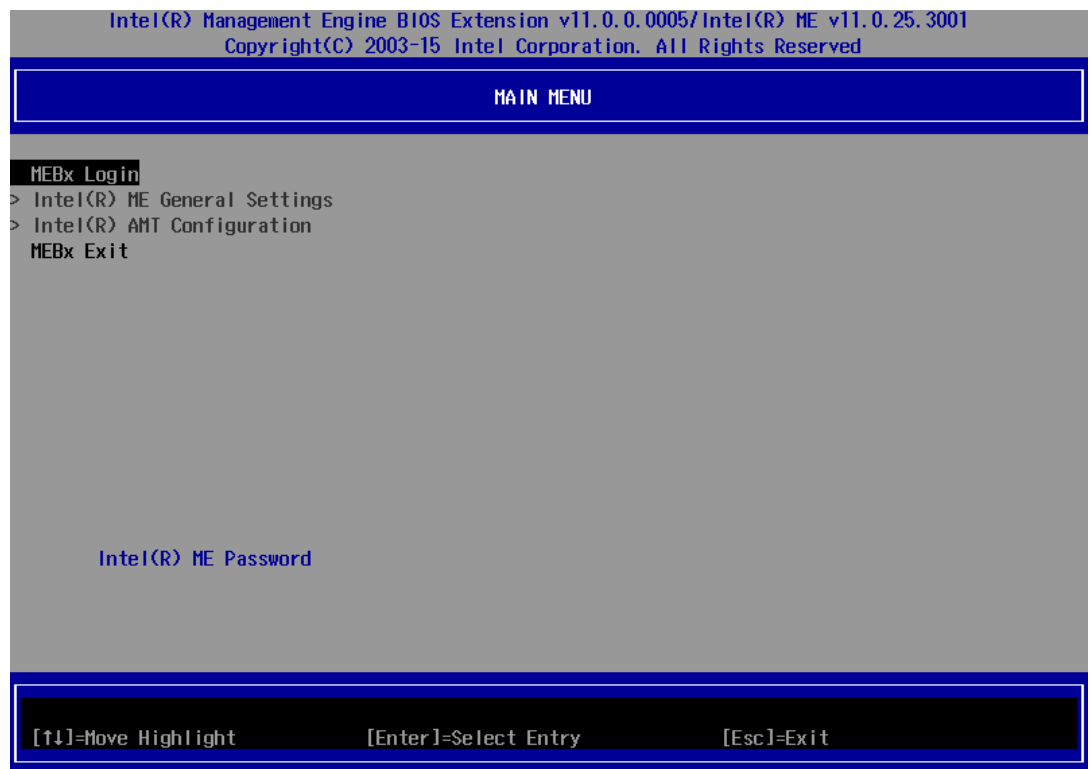 Intel(R) Management Engine BIOS Extension v11.0.0.0005/Intel(R) ME v11.0.25.3001
Copyright(C) 2003-15 Intel Corporation. All Rights Reserved
MAIN MENU
MEBx Login
> Intel(R) ME General Settings
> Intel(R) AMT Configuration
MEBx Exit
Intel(R) ME Password
[↑↓]=Move Highlight [Enter]=Select Entry [Esc]=Exit